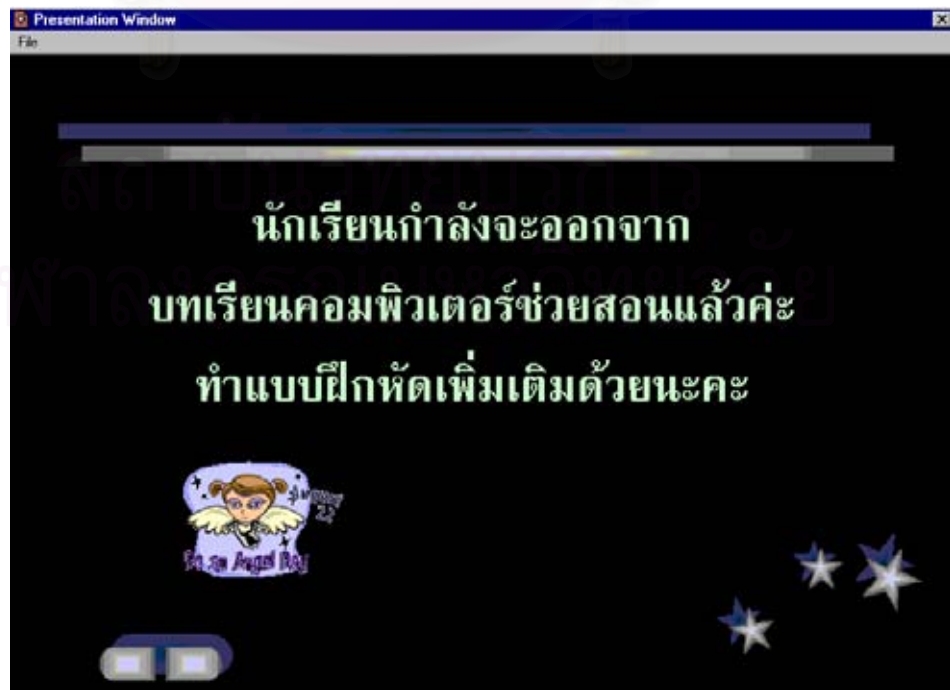 Presentation Window
File
นักเรียนกำลังจะออกจาก
บทเรียนคอมพิวเตอร์ช่วยสอนแล้วค่ะ
ทำแบบฝึกหัดเพิ่มเติมด้วยนะคะ
Angel